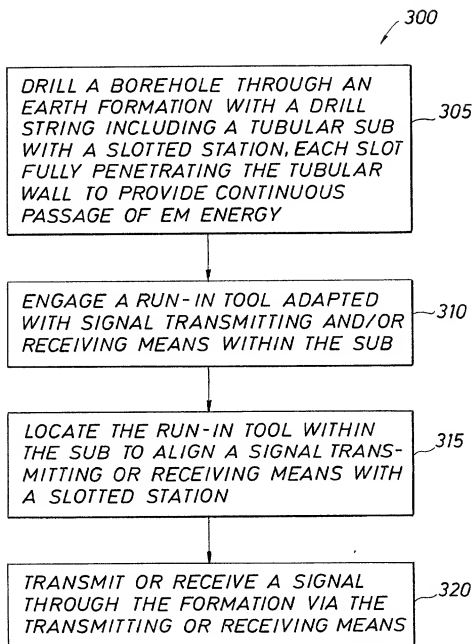 300
DRILL A BOREHOLE THROUGH AN
EARTH FORMATION WITH A DRILL
STRING INCLUDING A TUBULAR SUB
WITH A SLOTTED STATION, EACH SLOT
FULLY PENETRATING THE TUBULAR
WALL TO PROVIDE CONTINUOUS
PASSAGE OF EM ENERGY
305
ENGAGE A RUN-IN TOOL ADAPTED
WITH SIGNAL TRANSMITTING AND/OR
RECEIVING MEANS WITHIN THE SUB
310
LOCATE THE RUN-IN TOOL WITHIN
THE SUB TO ALIGN A SIGNAL TRANS-
MITTING OR RECEIVING MEANS WITH
A SLOTTED STATION
315
TRANSMIT OR RECEIVE A SIGNAL
THROUGH THE FORMATION VIA THE
TRANSMITTING OR RECEIVING MEANS
320